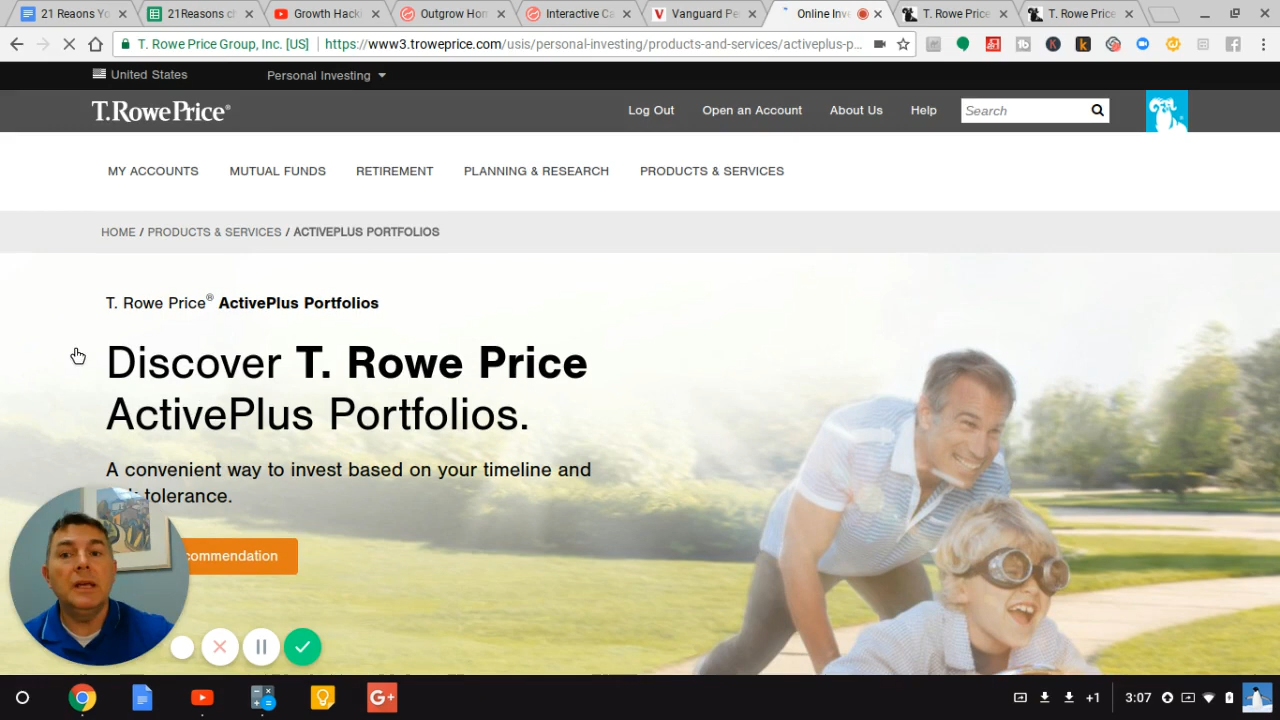 21 Reaons Yo
21Reasons ch
Growth Hack
Outgrow Hon
Interactive Ca
Vanguard Pe
Online Inv
T. Rowe Price
T. Rowe Price
T. Rowe Price Group, Inc. [US]
https://www3.troweprice.com/usis/personal-investing/products-and-services/activeplus-p...
United States
Personal Investing
T.RowePrice®
Log Out
Open an Account
About Us
Help
Search
MY ACCOUNTS
MUTUAL FUNDS
RETIREMENT
PLANNING & RESEARCH
PRODUCTS & SERVICES
HOME / PRODUCTS & SERVICES / ACTIVEPLUS PORTFOLIOS
T. Rowe Price® ActivePlus Portfolios
Discover T. Rowe Price
ActivePlus Portfolios.
A convenient way to invest based on your timeline and
tolerance.
commendation
G+
+1
3:07